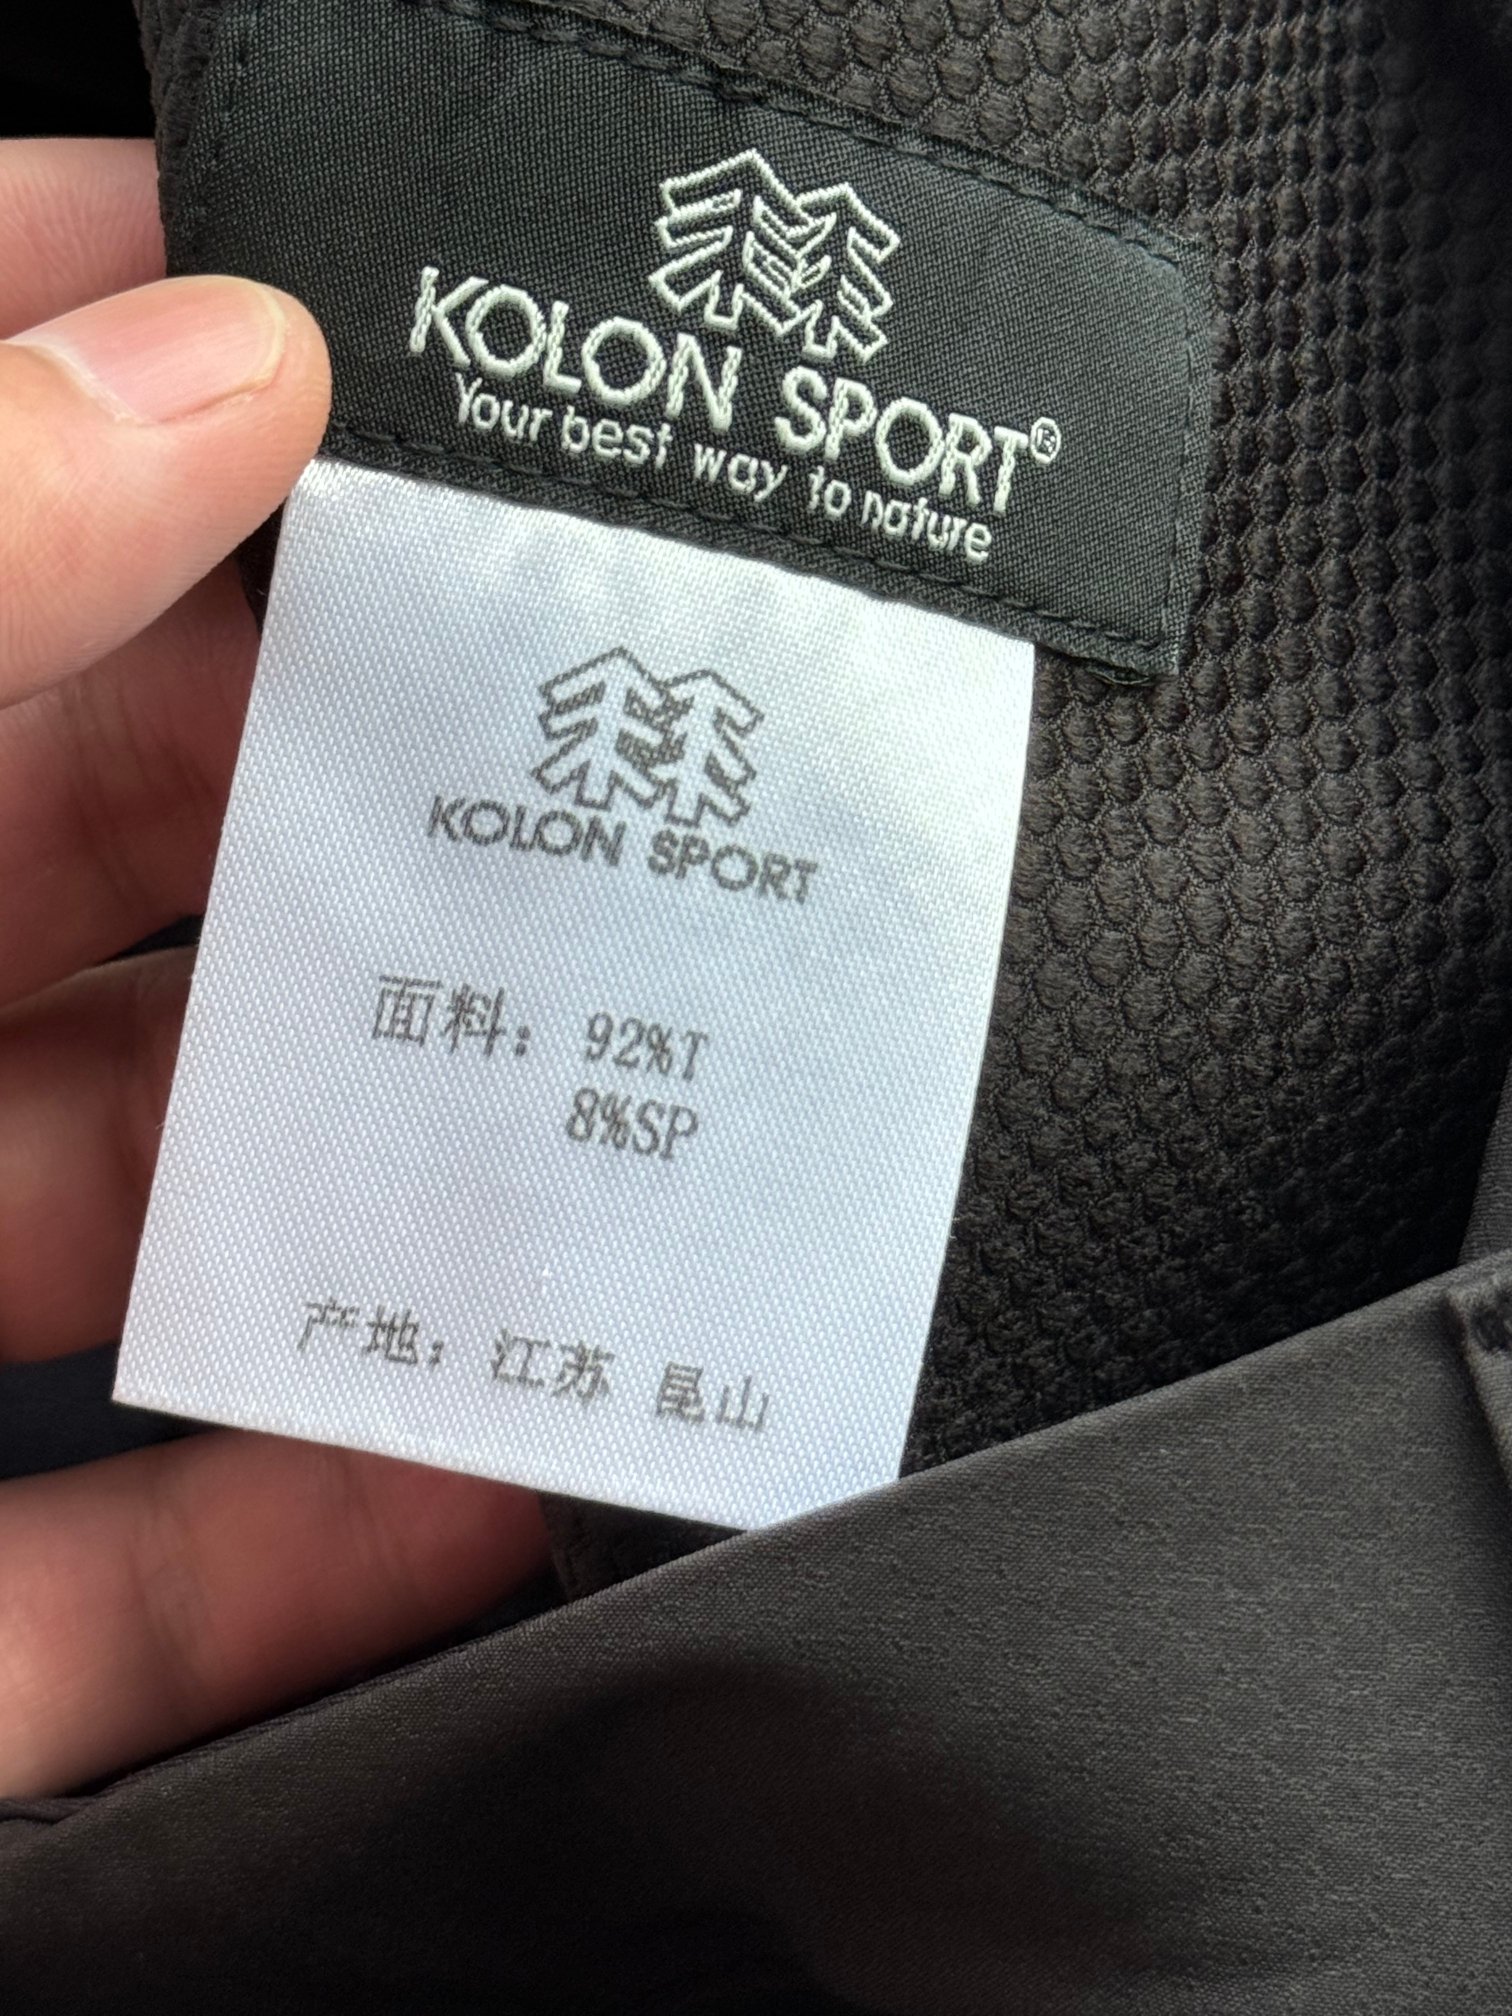 KOLON SPORT®
Your best way to nature
KOLON SPORT
面料：92%T
8%SP
产地：江苏 昆山